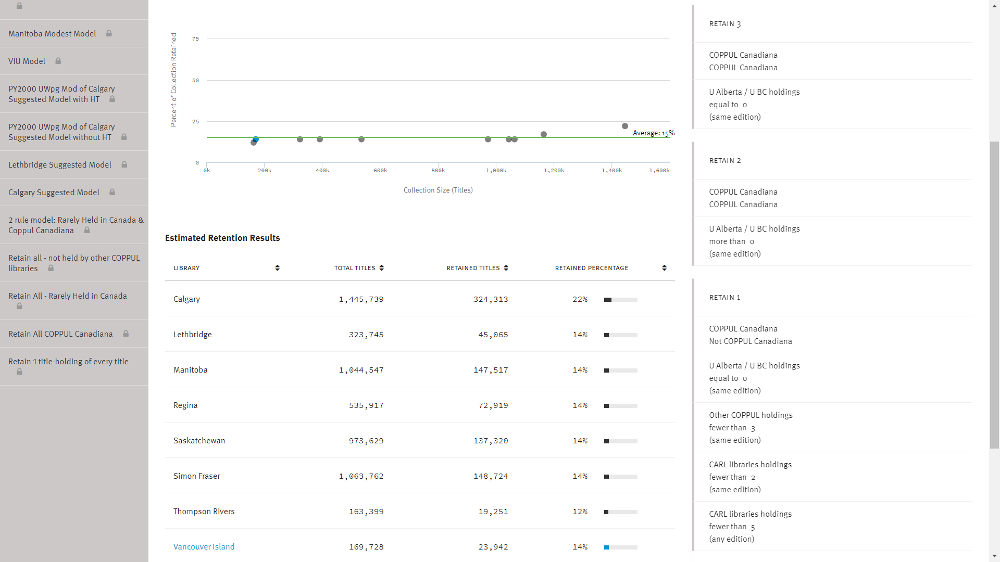 Manitoba Modest Model
VIU Model
PY2000 UWpg Mod of Calgary
Suggested Model with HT
PY2000 UWpg Mod of Calgary
Suggested Model without HT
Lethbridge Suggested Model
Calgary Suggested Model
2 rule model: Rarely Held in Canada &
Coppul Canadiana
Retain all - not held by other COPPUL
libraries
Retain All - Rarely Held in Canada
Retain All COPPUL Canadiana
Retain 1 title-holding of every title
Percent of Collection Retained
75
50
25
0
Average: 15%
0k 200k 400k 600k 800k 1,000k 1,200k 1,400k 1,600k
Collection Size (Titles)
Estimated Retention Results
LIBRARY TOTAL TITLES RETAINED TITLES RETAINED PERCENTAGE
Calgary 1,445,739 324,313 22%
Lethbridge 323,745 45,065 14%
Manitoba 1,044,547 147,517 14%
Regina 535,917 72,919 14%
Saskatchewan 973,629 137,320 14%
Simon Fraser 1,063,762 148,724 14%
Thompson Rivers 163,399 19,251 12%
Vancouver Island 169,728 23,942 14%
RETAIN 3
COPPUL Canadiana
COPPUL Canadiana
U Alberta / U BC holdings
equal to 0
(same edition)
RETAIN 2
COPPUL Canadiana
COPPUL Canadiana
U Alberta / U BC holdings
more than 0
(same edition)
RETAIN 1
COPPUL Canadiana
Not COPPUL Canadiana
U Alberta / U BC holdings
equal to 0
(same edition)
Other COPPUL holdings
fewer than 3
(same edition)
CARL libraries holdings
fewer than 2
(same edition)
CARL libraries holdings
fewer than 5
(any edition)